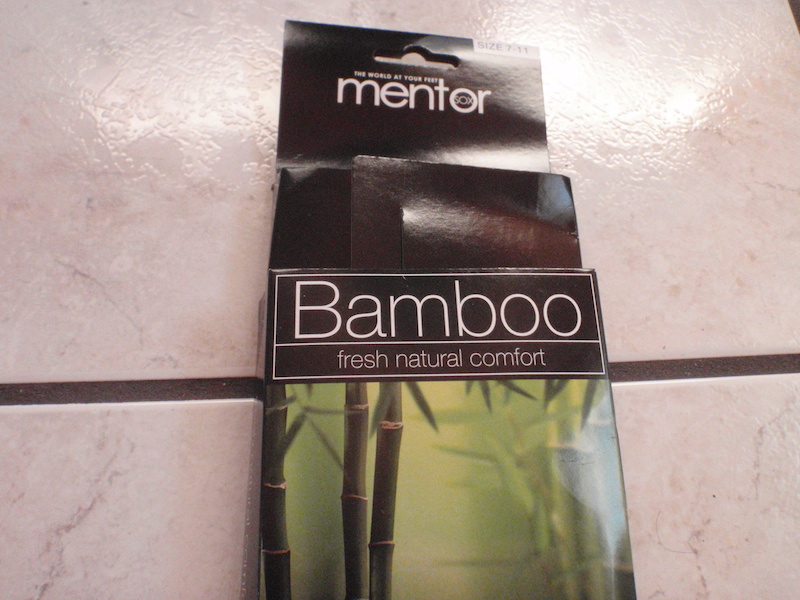 SIZE 7-11
THE WORLD AT YOUR FEET
mentor
SOX
Bamboo
fresh natural comfort